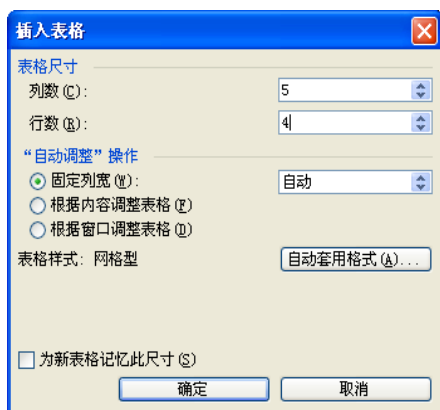 插入表格
表格尺寸
列数(C): 5
行数(R): 4
“自动调整”操作
固定列宽(W): 自动
根据内容调整表格(F)
根据窗口调整表格(D)
表格样式: 网格型 自动套用格式(A)...
为新表格记忆此尺寸(S)
确定 取消